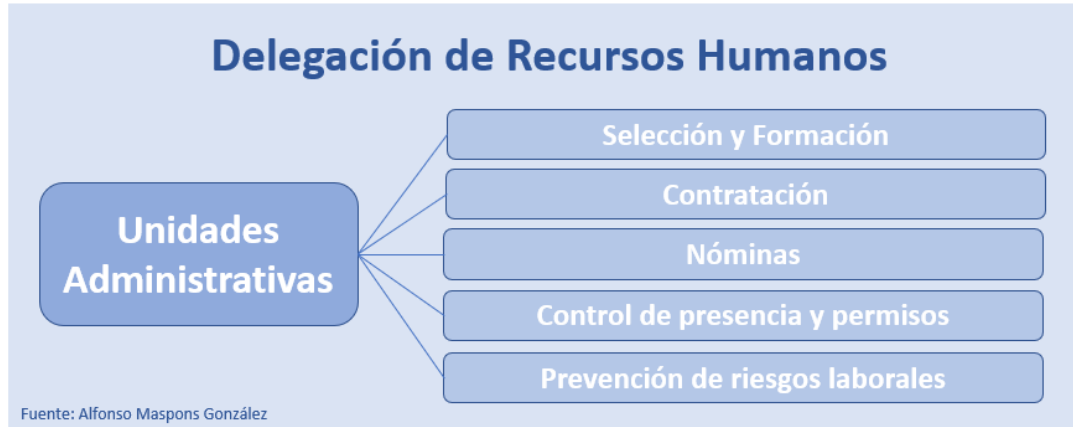 Delegación de Recursos Humanos
Selección y Formación
Contratación
Unidades
Administrativas
Nóminas
Control de presencia y permisos
Prevención de riesgos laborales
Fuente: Alfonso Maspons González